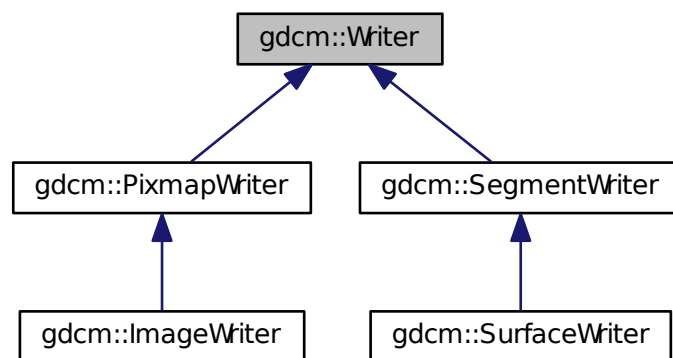 gdcm::Writer
gdcm::PixmapWriter
gdcm::SegmentWriter
gdcm::ImageWriter
gdcm::SurfaceWriter